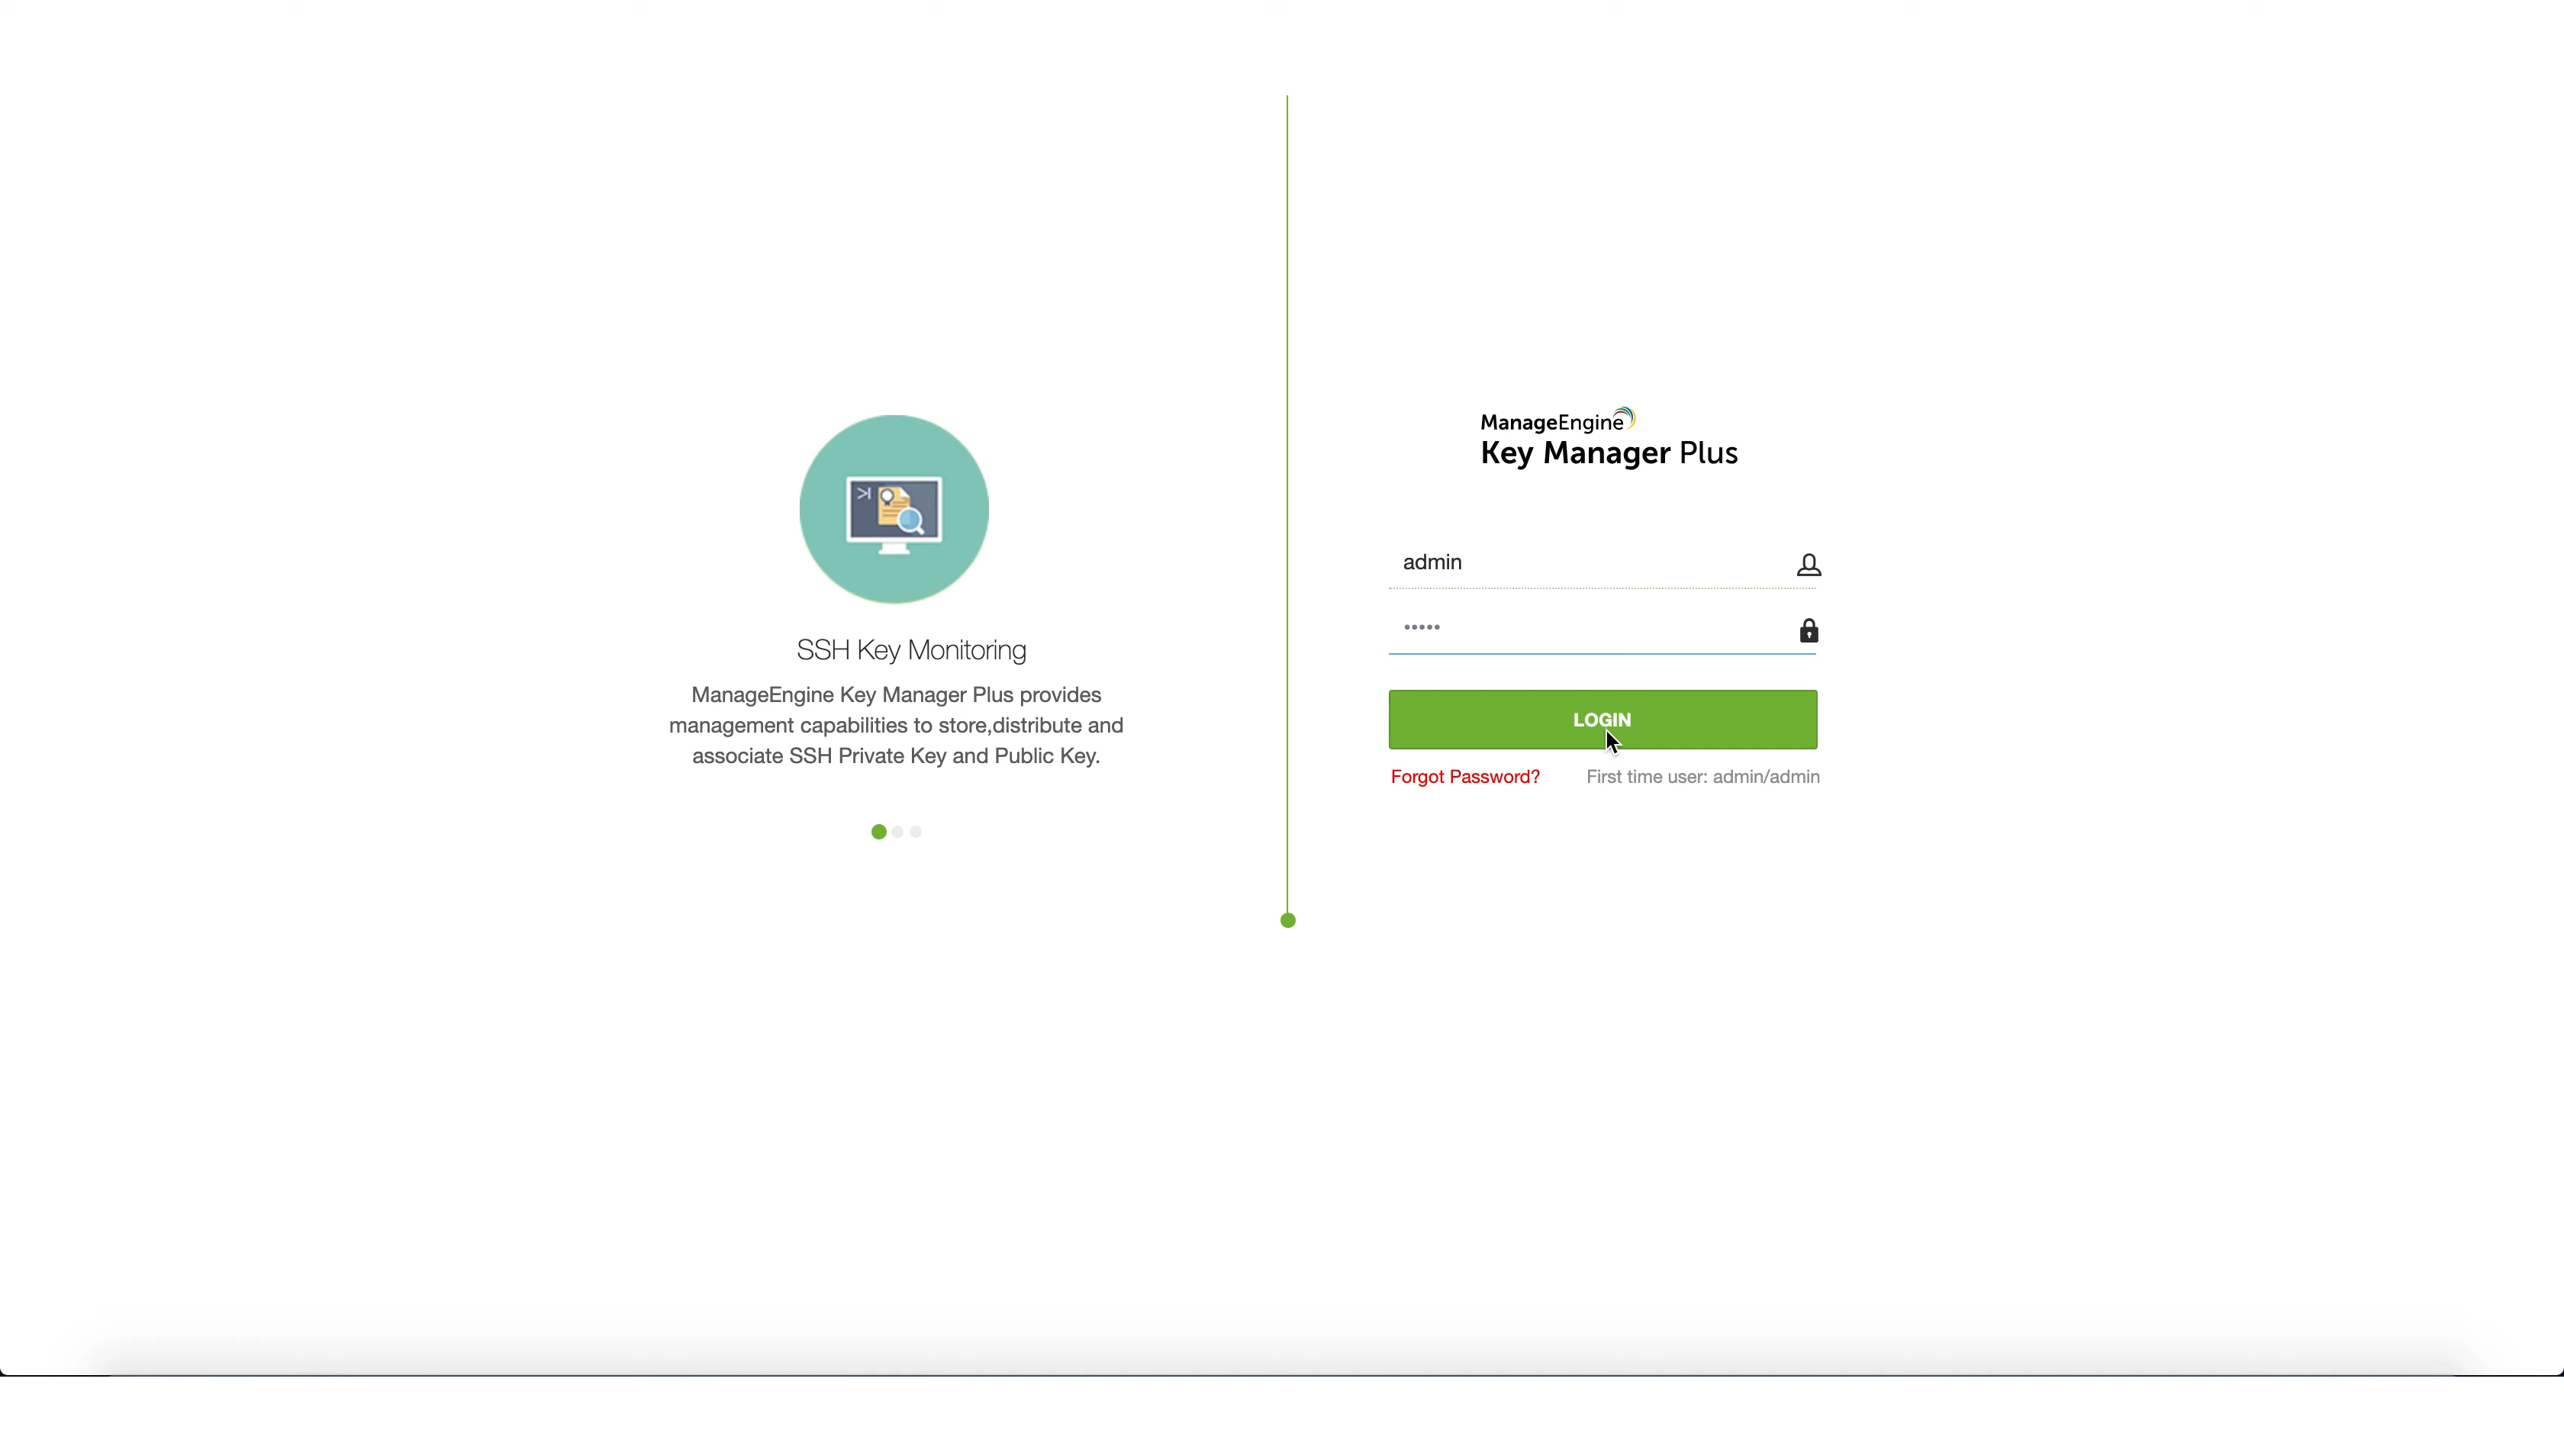 SSH Key Monitoring
ManageEngine Key Manager Plus provides
management capabilities to store,distribute and
associate SSH Private Key and Public Key.
ManageEngine
Key Manager Plus
admin
•••••
LOGIN
Forgot Password? First time user: admin/admin